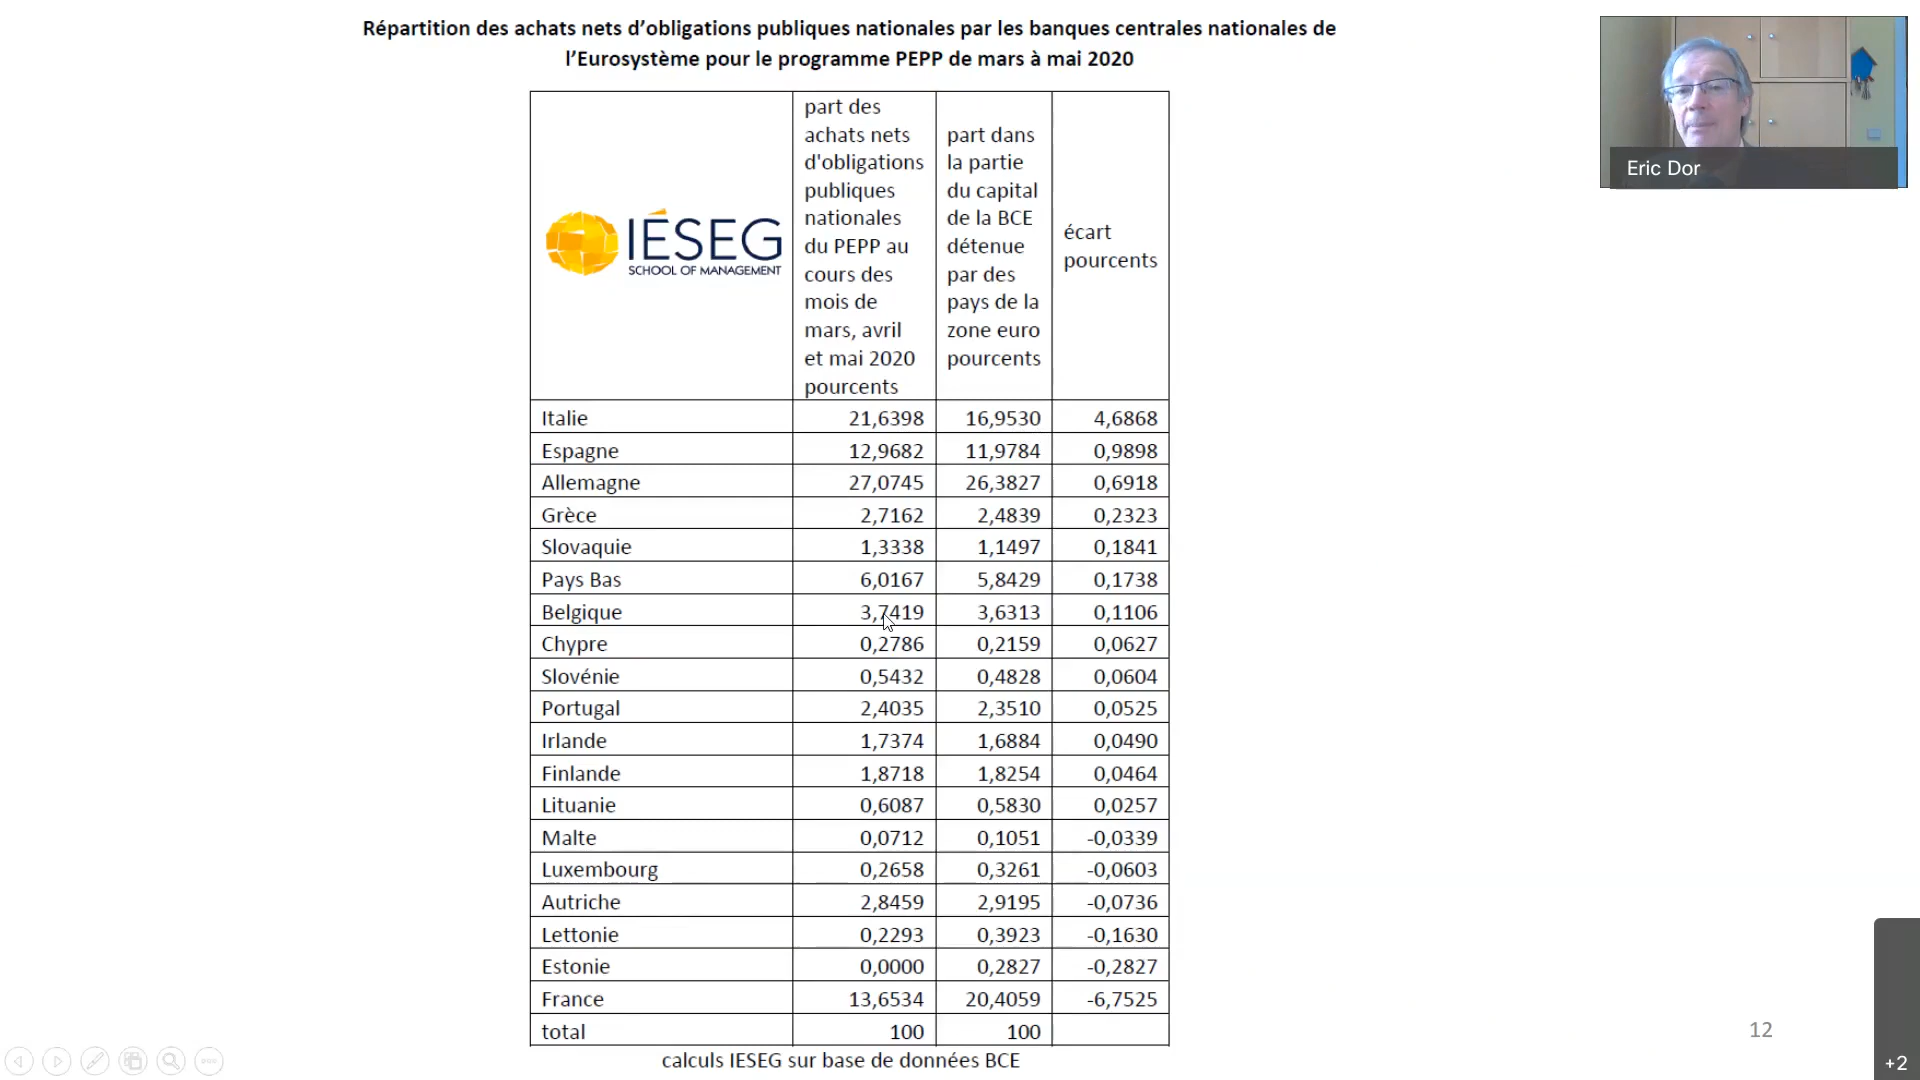 Répartition des achats nets d’obligations publiques nationales par les banques centrales nationales de
l’Eurosystème pour le programme PEPP de mars à mai 2020
IÉSEG
SCHOOL OF MANAGEMENT
part des
achats nets
d'obligations
publiques
nationales
du PEPP au
cours des
mois de
mars, avril
et mai 2020
pourcents
part dans
la partie
du capital
de la BCE
détenue
par des
pays de la
zone euro
pourcents
écart
pourcents
Italie 21,6398 16,9530 4,6868
Espagne 12,9682 11,9784 0,9898
Allemagne 27,0745 26,3827 0,6918
Grèce 2,7162 2,4839 0,2323
Slovaquie 1,3338 1,1497 0,1841
Pays Bas 6,0167 5,8429 0,1738
Belgique 3,7419 3,6313 0,1106
Chypre 0,2786 0,2159 0,0627
Slovénie 0,5432 0,4828 0,0604
Portugal 2,4035 2,3510 0,0525
Irlande 1,7374 1,6884 0,0490
Finlande 1,8718 1,8254 0,0464
Lituanie 0,6087 0,5830 0,0257
Malte 0,0712 0,1051 -0,0339
Luxembourg 0,2658 0,3261 -0,0603
Autriche 2,8459 2,9195 -0,0736
Lettonie 0,2293 0,3923 -0,1630
Estonie 0,0000 0,2827 -0,2827
France 13,6534 20,4059 -6,7525
total 100 100
calculs IESEG sur base de données BCE
Eric Dor
12
+2